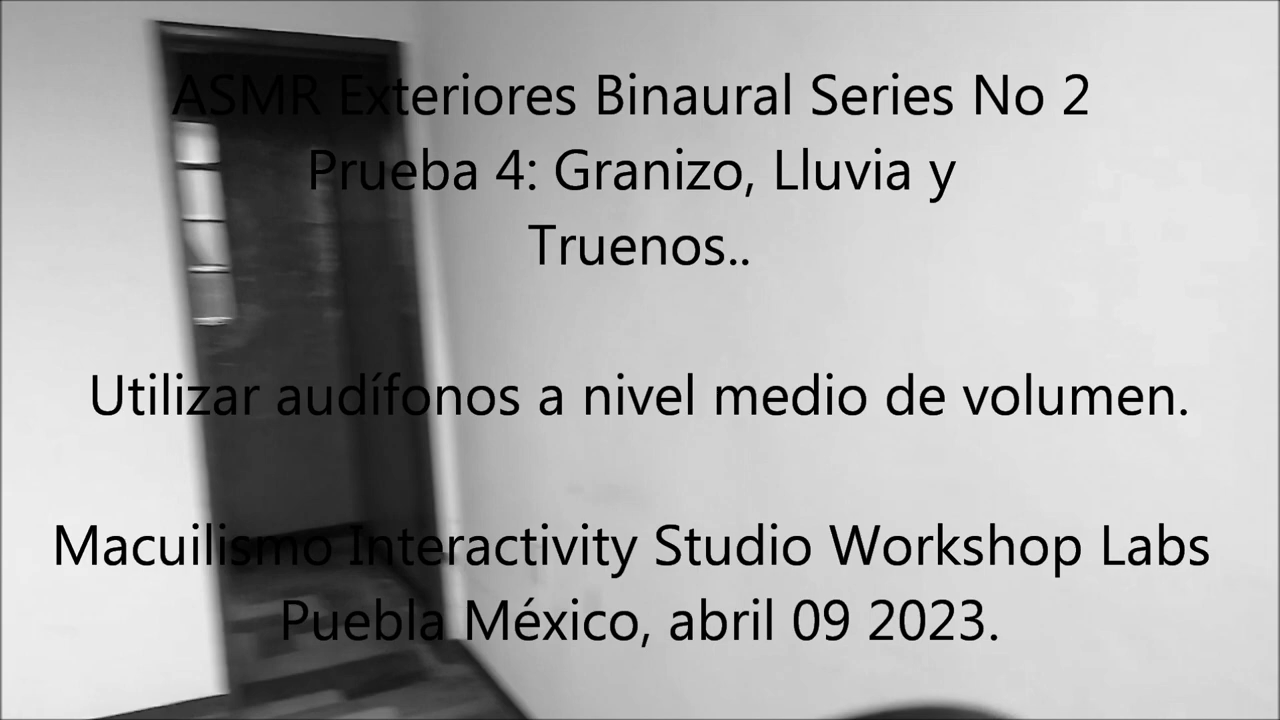 ASMR Exteriores Binaural Series No 2
Prueba 4: Granizo, Lluvia y
Truenos..
Utilizar audífonos a nivel medio de volumen.
Macuilismo Interactivity Studio Workshop Labs
Puebla México, abril 09 2023.